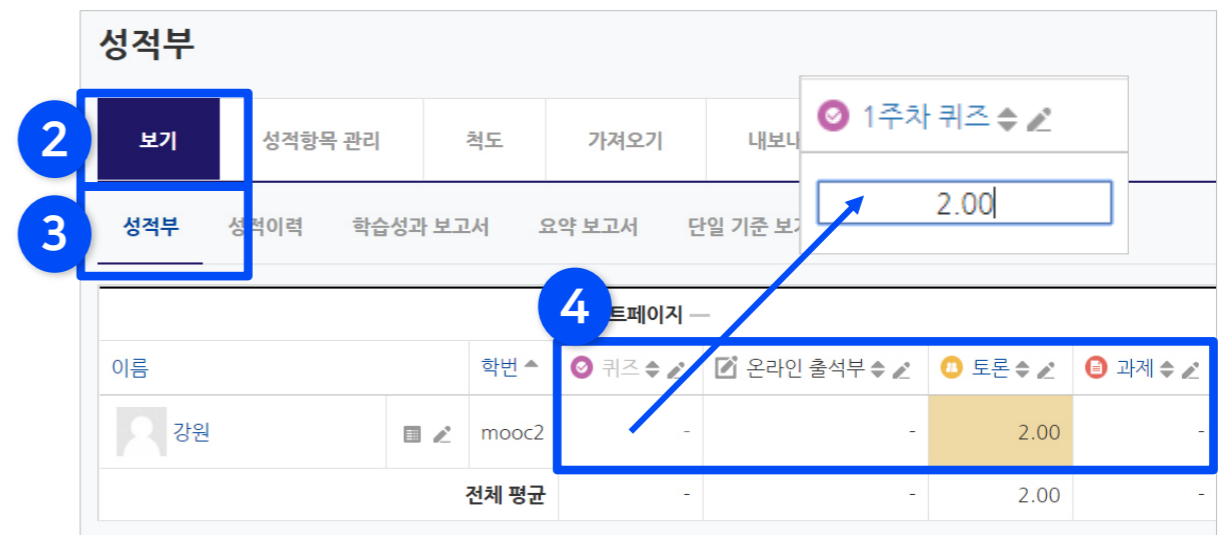 성적부
1주차 퀴즈
2 보기 성적항목 관리 척도 가져오기 내보내
2.00
3 성적부 성적이력 학습성과 보고서 요약 보고서 단일 기준 보기
4 트페이지
이름 학번 퀴즈 온라인 출석부 토론 과제
강원 mooc2 - - 2.00 -
전체 평균 - - 2.00 -